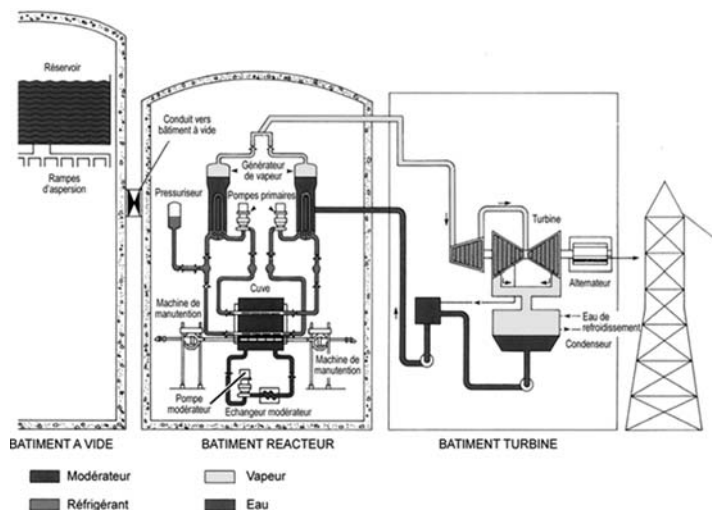 Réservoir
Conduit vers
bâtiment à vide
Rampes
d'aspersion
Pressuriseur
Générateur
de vapeur
Pompes primaires
Turbine
Alternateur
Cuve
Machine de
manutention
Machine de
manutention
Eau de
refroidissement
Condenseur
Pompe
modérateur
Echangeur modérateur
BATIMENT A VIDE
BATIMENT REACTEUR
BATIMENT TURBINE
Modérateur
Vapeur
Réfrigérant
Eau